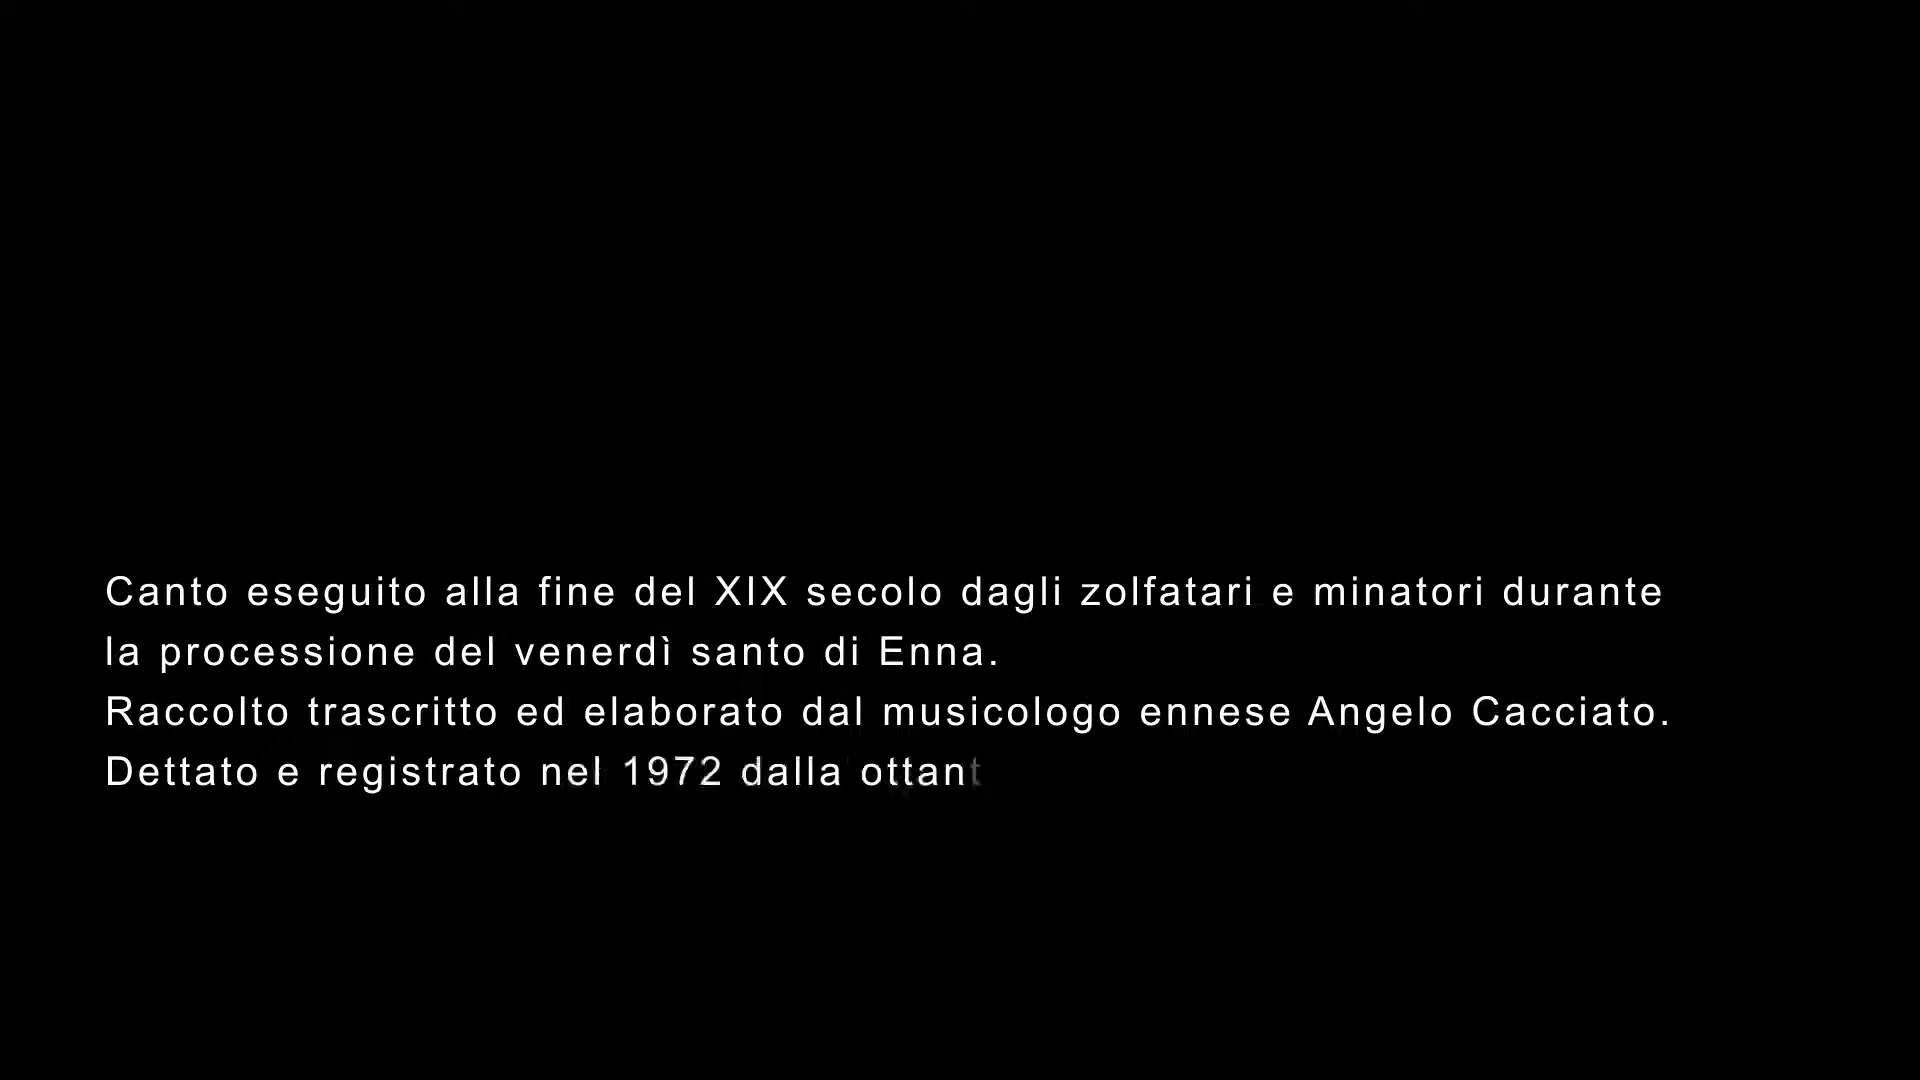 Canto eseguito alla fine del XIX secolo dagli zolfatari e minatori durante
la processione del venerdì santo di Enna.
Raccolto trascritto ed elaborato dal musicologo ennese Angelo Cacciato.
Dettato e registrato nel 1972 dalla ottant